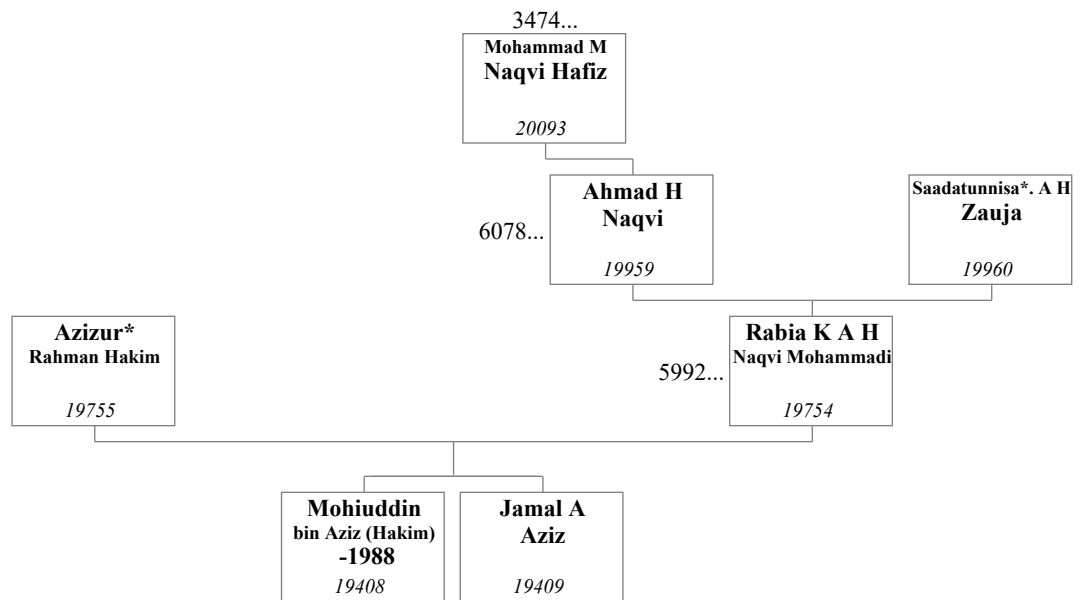 3474...
Mohammad M
Naqvi Hafiz
20093
Ahmad H
Naqvi
19959
6078...
Saadatunnisa*. A H
Zauja
19960
Azizur*
Rahman Hakim
19755
Rabia K A H
Naqvi Mohammadi
19754
5992...
Mohiuddin
bin Aziz (Hakim)
-1988
19408
Jamal A
Aziz
19409